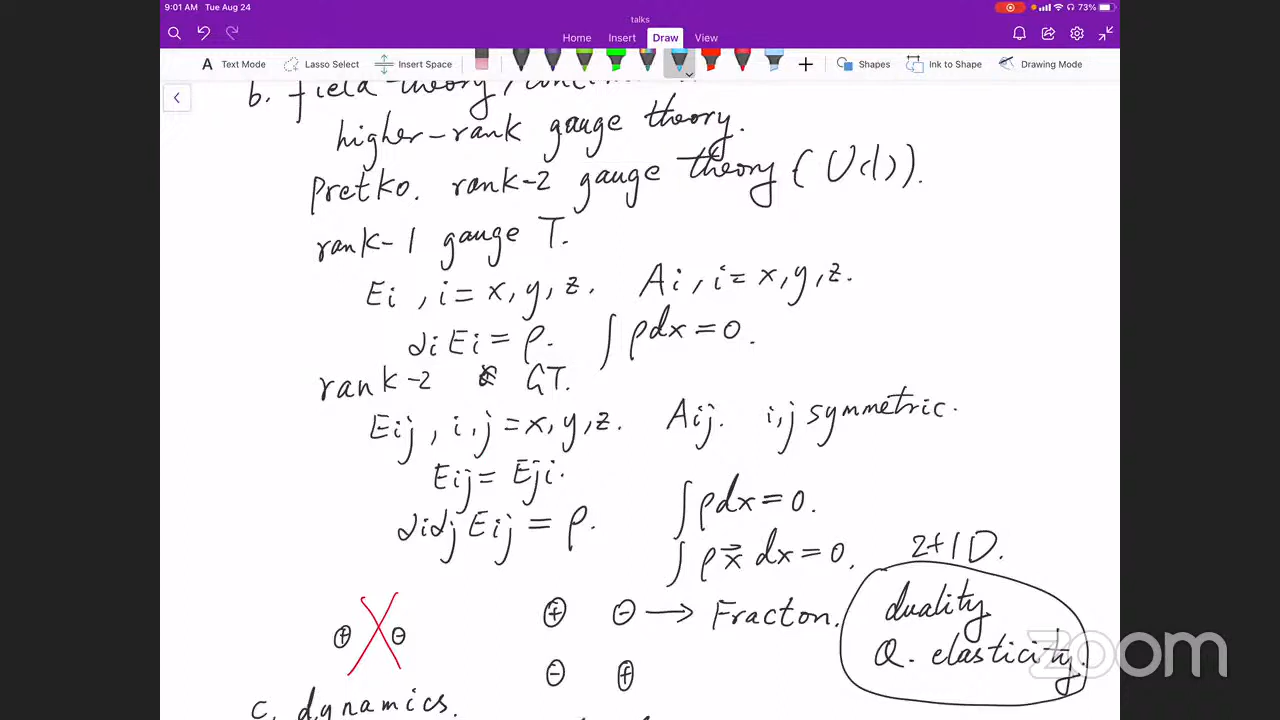 9:01 AM Tue Aug 24
73%
talks
Home Insert Draw View
Text Mode Lasso Select Insert Space Shapes Ink to Shape Drawing Mode
b. field-theory/
higher-rank gauge theory.
Pretko. rank-2 gauge theory (U(1)).
rank-1 gauge T.
Ei, i = x, y, z. Ai, i = x, y, z.
∂iEi = ρ. ∫ρdx = 0.
rank-2 GT.
Eij, i,j = x,y,z. Aij. i,j symmetric.
Eij = Eji.
∂i∂jEij = ρ. ∫ρdx = 0.
∫ρx⃗ dx = 0. 2+1D.
⊕ ⊖ ⊕ ⊖ → Fracton. duality
⊖ ⊕ Q. elasticity.
c. dynamics.
zoom